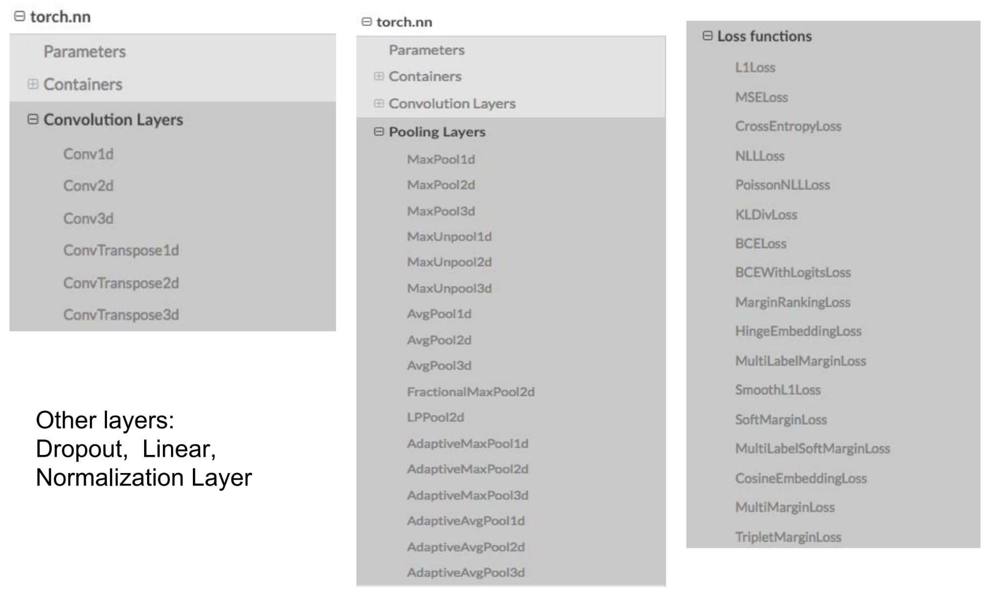 torch.nn
Parameters
Containers
Convolution Layers
Conv1d
Conv2d
Conv3d
ConvTranspose1d
ConvTranspose2d
ConvTranspose3d
Other layers:
Dropout, Linear,
Normalization Layer
torch.nn
Parameters
Containers
Convolution Layers
Pooling Layers
MaxPool1d
MaxPool2d
MaxPool3d
MaxUnpool1d
MaxUnpool2d
MaxUnpool3d
AvgPool1d
AvgPool2d
AvgPool3d
FractionalMaxPool2d
LPPool2d
AdaptiveMaxPool1d
AdaptiveMaxPool2d
AdaptiveMaxPool3d
AdaptiveAvgPool1d
AdaptiveAvgPool2d
AdaptiveAvgPool3d
Loss functions
L1Loss
MSELoss
CrossEntropyLoss
NLLLoss
PoissonNLLLoss
KLDivLoss
BCELoss
BCEWithLogitsLoss
MarginRankingLoss
HingeEmbeddingLoss
MultiLabelMarginLoss
SmoothL1Loss
SoftMarginLoss
MultiLabelSoftMarginLoss
CosineEmbeddingLoss
MultiMarginLoss
TripletMarginLoss